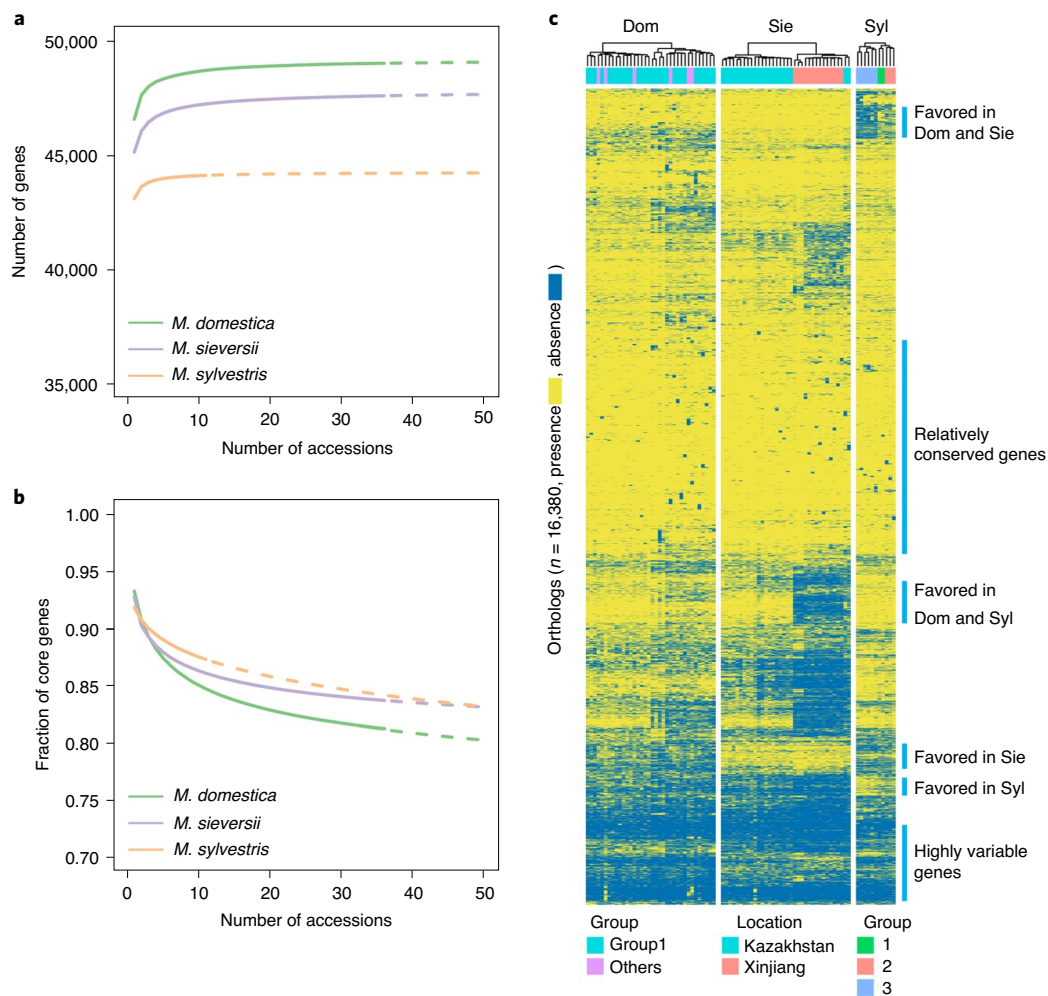 a
50,000
45,000
40,000
35,000
Number of genes
M. domestica
M. sieversii
M. sylvestris
0 10 20 30 40 50
Number of accessions
b
1.00
0.95
0.90
0.85
0.80
0.75
0.70
Fraction of core genes
M. domestica
M. sieversii
M. sylvestris
0 10 20 30 40 50
Number of accessions
c
Dom Sie Syl
Orthologs (n = 16,380, presence , absence )
Favored in
Dom and Sie
Relatively
conserved genes
Favored in
Dom and Syl
Favored in Sie
Favored in Syl
Highly variable
genes
Group
Group1
Others
Location
Kazakhstan
Xinjiang
Group
1
2
3